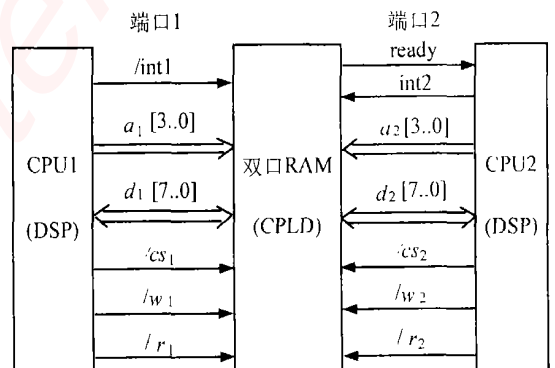 端口1
端口2
/int1
ready
int2
a₁ [3..0]
a₂ [3..0]
CPU1
(DSP)
双口RAM
(CPLD)
CPU2
(DSP)
d₁ [7..0]
d₂ [7..0]
/cs₁
/cs₂
/w₁
/w₂
/r₁
/r₂